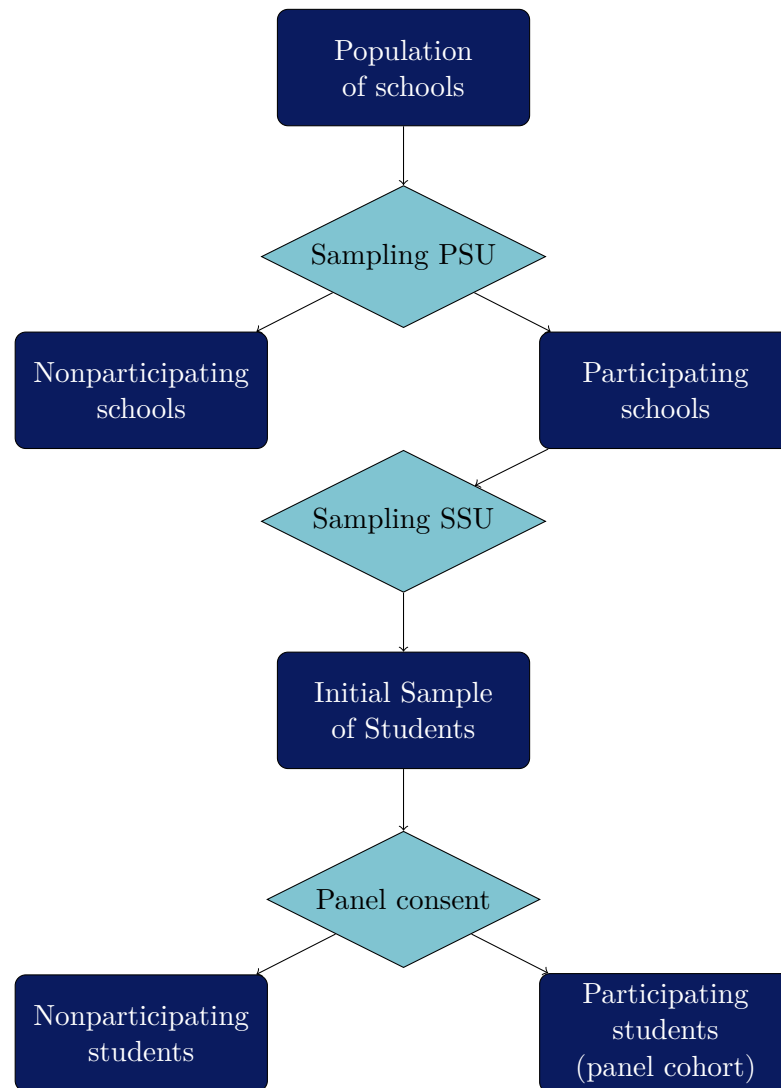 Population
of schools
Sampling PSU
Nonparticipating
schools
Participating
schools
Sampling SSU
Initial Sample
of Students
Panel consent
Nonparticipating
students
Participating
students
(panel cohort)